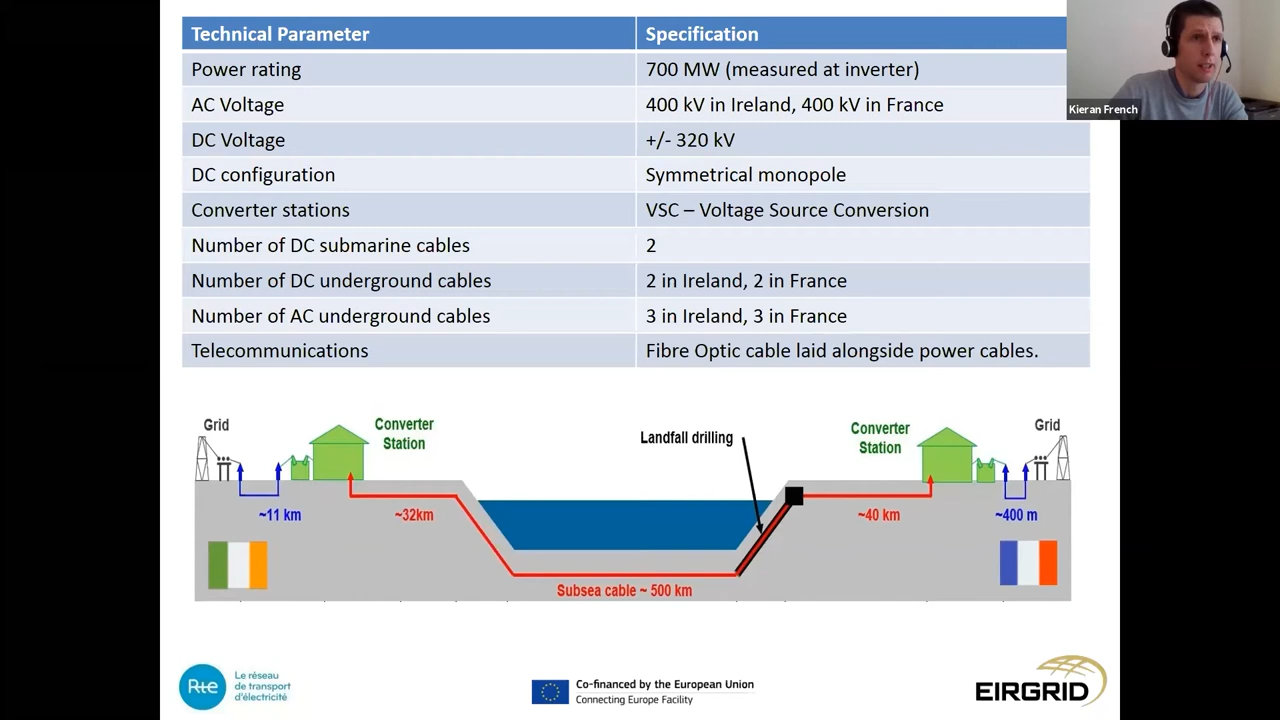 Technical Parameter Specification
Power rating 700 MW (measured at inverter)
AC Voltage 400 kV in Ireland, 400 kV in France
DC Voltage +/- 320 kV
DC configuration Symmetrical monopole
Converter stations VSC – Voltage Source Conversion
Number of DC submarine cables 2
Number of DC underground cables 2 in Ireland, 2 in France
Number of AC underground cables 3 in Ireland, 3 in France
Telecommunications Fibre Optic cable laid alongside power cables.
Kieran French
Grid
Converter
Station
Landfall drilling
Converter
Station
Grid
~11 km
~32km
~40 km
~400 m
Subsea cable ~ 500 km
Rte
Le réseau
de transport
d'électricité
Co-financed by the European Union
Connecting Europe Facility
EIRGRID